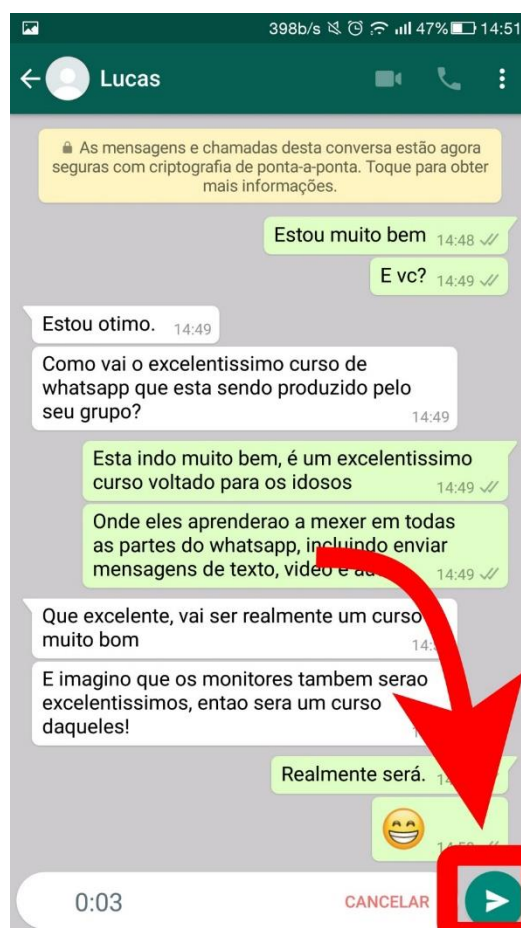 398b/s 47% 14:51
Lucas
As mensagens e chamadas desta conversa estão agora
seguras com criptografia de ponta-a-ponta. Toque para obter
mais informações.
Estou muito bem 14:48
E vc? 14:49
Estou otimo. 14:49
Como vai o excelentissimo curso de
whatsapp que esta sendo produzido pelo
seu grupo? 14:49
Esta indo muito bem, é um excelentissimo
curso voltado para os idosos 14:49
Onde eles aprenderao a mexer em todas
as partes do whatsapp, incluindo enviar
mensagens de texto, video e 14:49
Que excelente, vai ser realmente um curso
muito bom
E imagino que os monitores tambem serao
excelentissimos, entao sera um curso
daqueles!
Realmente será.
0:03 CANCELAR